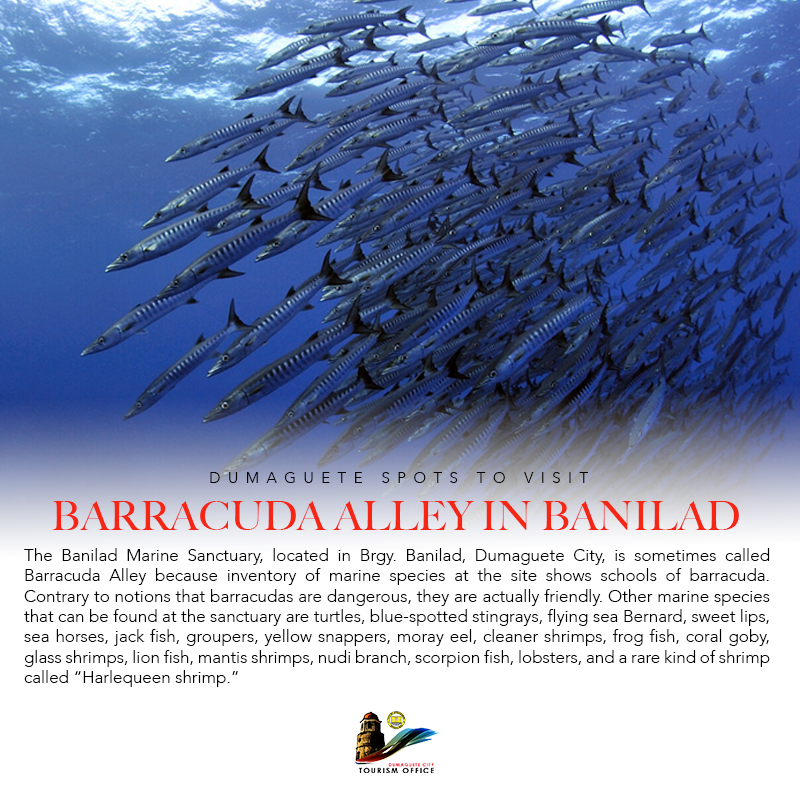 DUMAGUETE SPOTS TO VISIT
BARRACUDA ALLEY IN BANILAD
The Banilad Marine Sanctuary, located in Brgy. Banilad, Dumaguete City, is sometimes called
Barracuda Alley because inventory of marine species at the site shows schools of barracuda.
Contrary to notions that barracudas are dangerous, they are actually friendly. Other marine species
that can be found at the sanctuary are turtles, blue-spotted stingrays, flying sea Bernard, sweet lips,
sea horses, jack fish, groupers, yellow snappers, moray eel, cleaner shrimps, frog fish, coral goby,
glass shrimps, lion fish, mantis shrimps, nudi branch, scorpion fish, lobsters, and a rare kind of shrimp
called “Harlequeen shrimp.”
DUMAGUETE CITY
TOURISM OFFICE